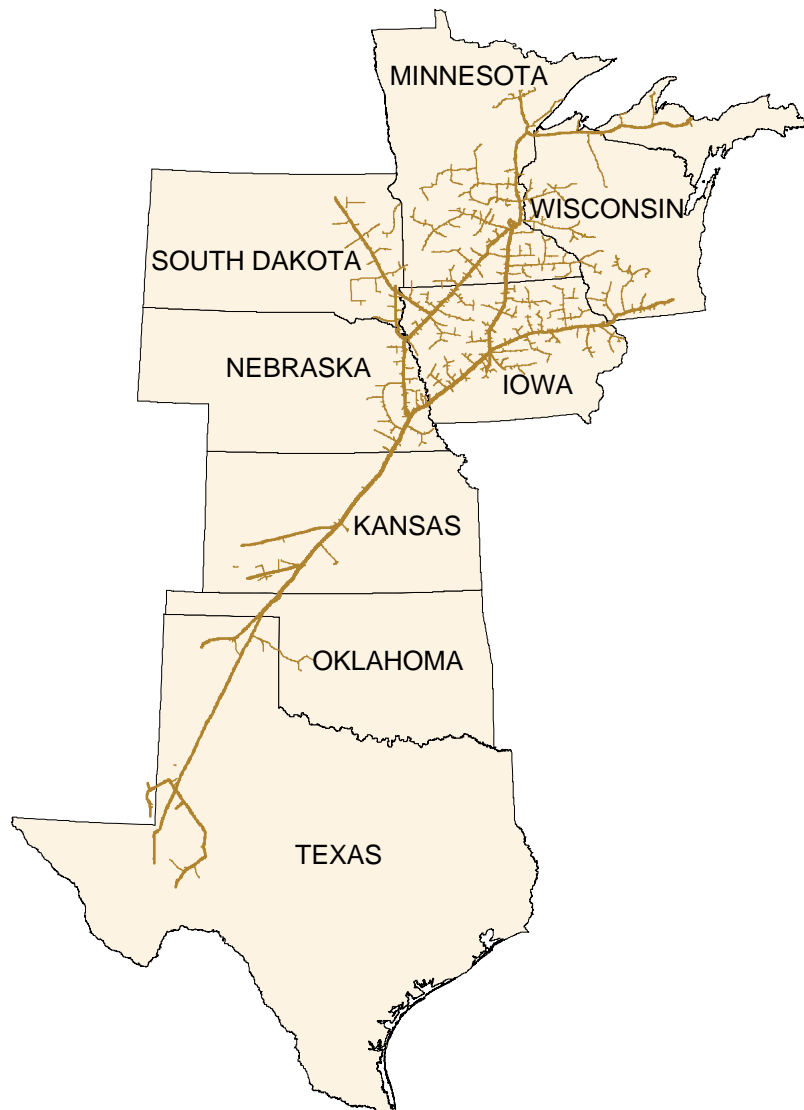 MINNESOTA
WISCONSIN
SOUTH DAKOTA
NEBRASKA
IOWA
KANSAS
OKLAHOMA
TEXAS